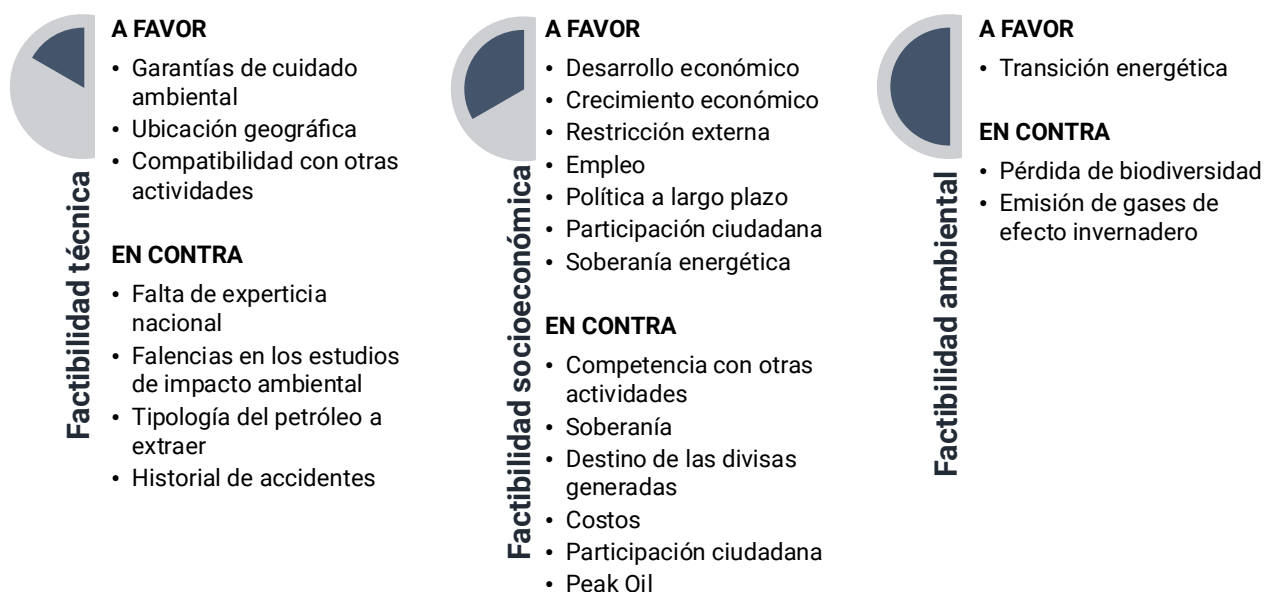 Factibilidad técnica
A FAVOR
• Garantías de cuidado
ambiental
• Ubicación geográfica
• Compatibilidad con otras
actividades
EN CONTRA
• Falta de experticia
nacional
• Falencias en los estudios
de impacto ambiental
• Tipología del petróleo a
extraer
• Historial de accidentes
Factibilidad socioeconómica
A FAVOR
• Desarrollo económico
• Crecimiento económico
• Restricción externa
• Empleo
• Política a largo plazo
• Participación ciudadana
• Soberanía energética
EN CONTRA
• Competencia con otras
actividades
• Soberanía
• Destino de las divisas
generadas
• Costos
• Participación ciudadana
• Peak Oil
Factibilidad ambiental
A FAVOR
• Transición energética
EN CONTRA
• Pérdida de biodiversidad
• Emisión de gases de
efecto invernadero